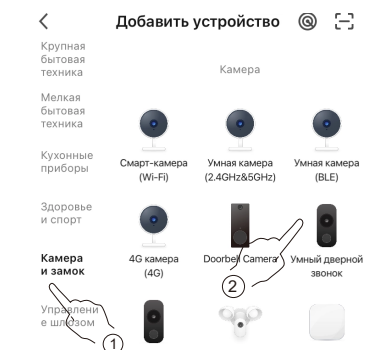 Добавить устройство
Крупная
бытовая
техника
Мелкая
бытовая
техника
Кухонные
приборы
Здоровье
и спорт
Камера
и замок
Управлени
е шлюзом
Камера
Смарт-камера
(Wi-Fi)
Умная камера
(2.4GHz&5GHz)
Умная камера
(BLE)
4G камера
(4G)
Doorbell Camera
Умный дверной
звонок
1
2